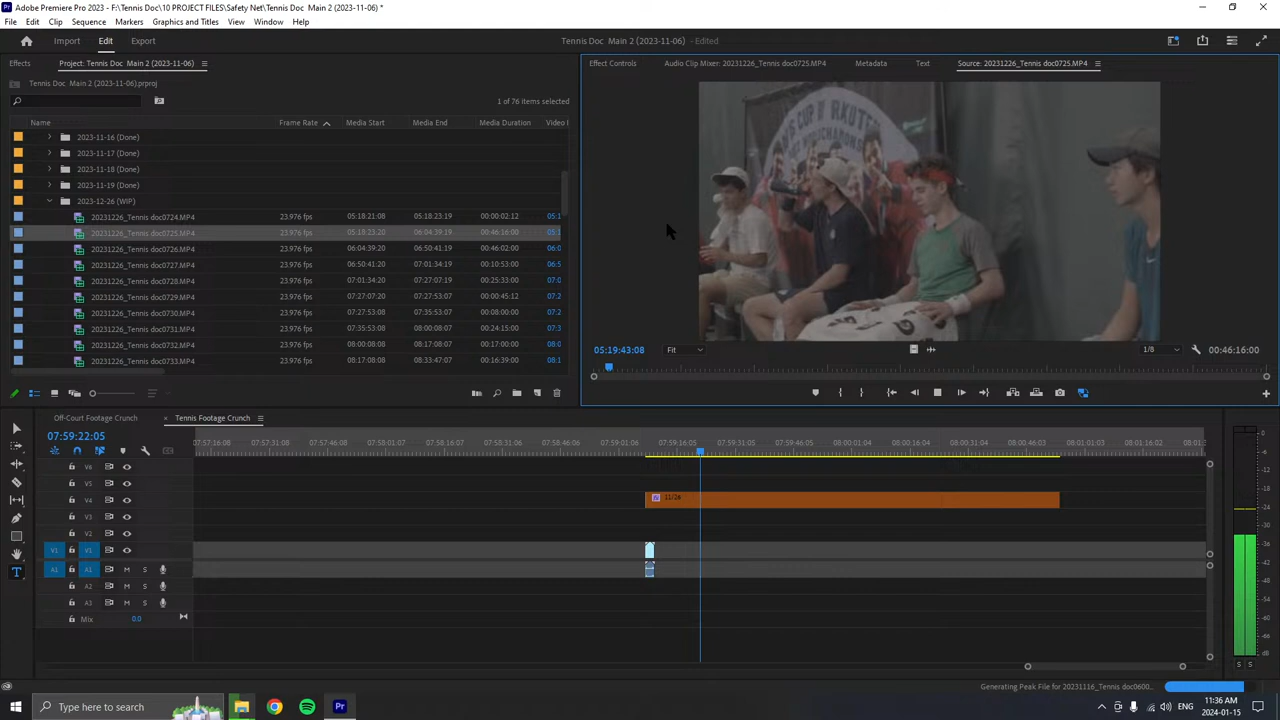 Adobe Premiere Pro 2023 - F:\Tennis Doc\10 PROJECT FILES\Safety Net\Tennis Doc Main 2 (2023-11-06) *
File Edit Clip Sequence Markers Graphics and Titles View Window Help
Import Edit Export Tennis Doc Main 2 (2023-11-06) - Edited
Effects Project: Tennis Doc Main 2 (2023-11-06)
Effect Controls Audio Clip Mixer: 20231226_Tennis doc0725.MP4 Metadata Text Source: 20231226_Tennis doc0725.MP4
Tennis Doc Main 2 (2023-11-06).prproj
1 of 76 items selected
Name Frame Rate Media Start Media End Media Duration Video I
2023-11-16 (Done)
2023-11-17 (Done)
2023-11-18 (Done)
2023-11-19 (Done)
2023-12-26 (WIP)
20231226_Tennis doc0724.MP4 23.976 fps 05:18:21:08 05:18:23:19 00:00:02:12 05:1
20231226_Tennis doc0725.MP4 23.976 fps 05:18:23:20 06:04:39:19 00:46:16:00 05:1
20231226_Tennis doc0726.MP4 23.976 fps 06:04:39:20 06:50:41:19 00:46:02:00 06:0
20231226_Tennis doc0727.MP4 23.976 fps 06:50:41:20 07:01:34:19 00:10:53:00 06:5
20231226_Tennis doc0728.MP4 23.976 fps 07:01:34:20 07:27:07:19 00:25:33:00 07:0
20231226_Tennis doc0729.MP4 23.976 fps 07:27:07:20 07:27:53:07 00:00:45:12 07:2
20231226_Tennis doc0730.MP4 23.976 fps 07:27:53:08 07:35:53:07 00:08:00:00 07:2
20231226_Tennis doc0731.MP4 23.976 fps 07:35:53:08 08:00:08:07 00:24:15:00 07:3
20231226_Tennis doc0732.MP4 23.976 fps 08:00:08:08 08:17:08:07 00:17:00:00 08:0
20231226_Tennis doc0733.MP4 23.976 fps 08:17:08:08 08:33:47:07 00:16:39:00 08:1
05:19:43:08 Fit 1/8 00:46:16:00
Off-Court Footage Crunch × Tennis Footage Crunch
07:59:22:05
07:57:16:08 07:57:31:08 07:57:46:08 07:58:01:07 07:58:16:07 07:58:31:07 07:58:46:07 07:59:01:06 07:59:16:05 07:59:31:05 07:59:46:05 08:00:01:04 08:00:16:04 08:00:31:04 08:00:46:03 08:01:01:03 08:01:16:02 08:01:3
V6
V5
V4 11/26
V3
V2
V1 V1
A1 A1 M S
A2 M S
A3 M S
Mix 0.0
0
-6
-12
-18
-24
-30
-36
-42
-48
-54
dB
S S
Generating Peak File for 20231116_Tennis doc0600...
Type here to search
ENG
11:36 AM
2024-01-15